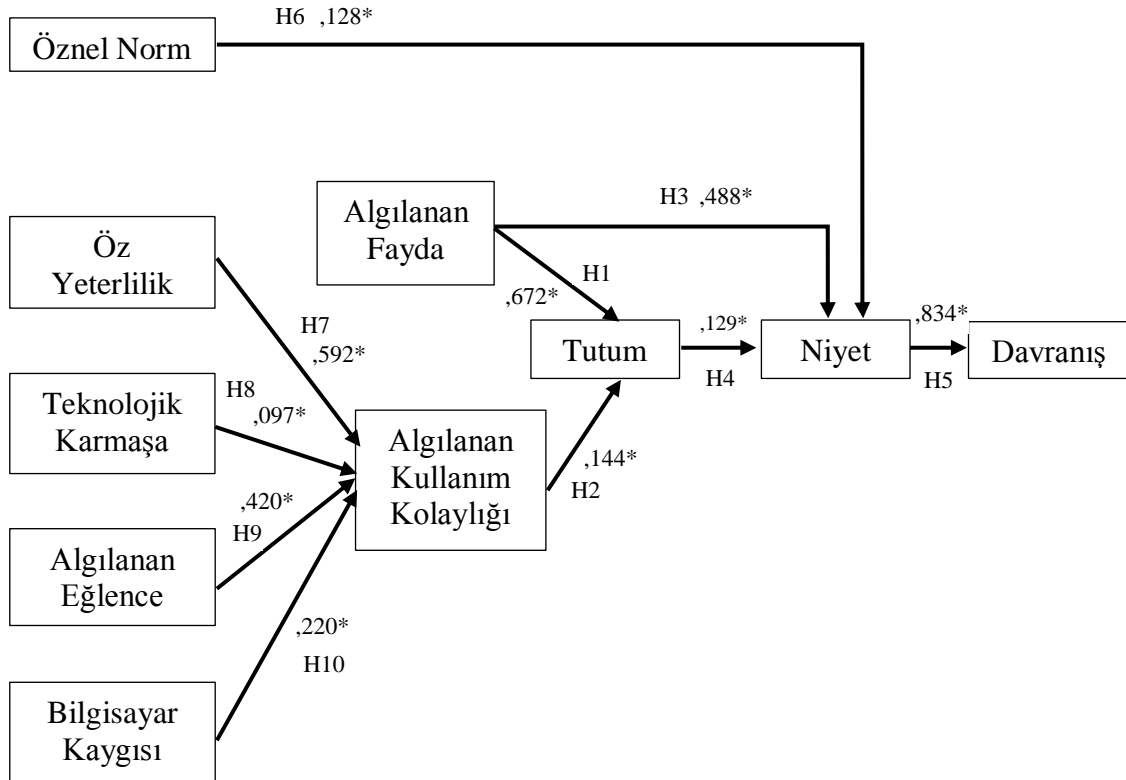 H6 ,128*
Öznel Norm
Algılanan
Fayda
H3 ,488*
Öz
Yeterlilik
H1
,672*
H7
,592*
Tutum
,129*
H4
Niyet
,834*
H5
Davranış
Teknolojik
Karmaşa
H8
,097*
Algılanan
Kullanım
Kolaylığı
,144*
H2
,420*
H9
Algılanan
Eğlence
,220*
H10
Bilgisayar
Kaygısı